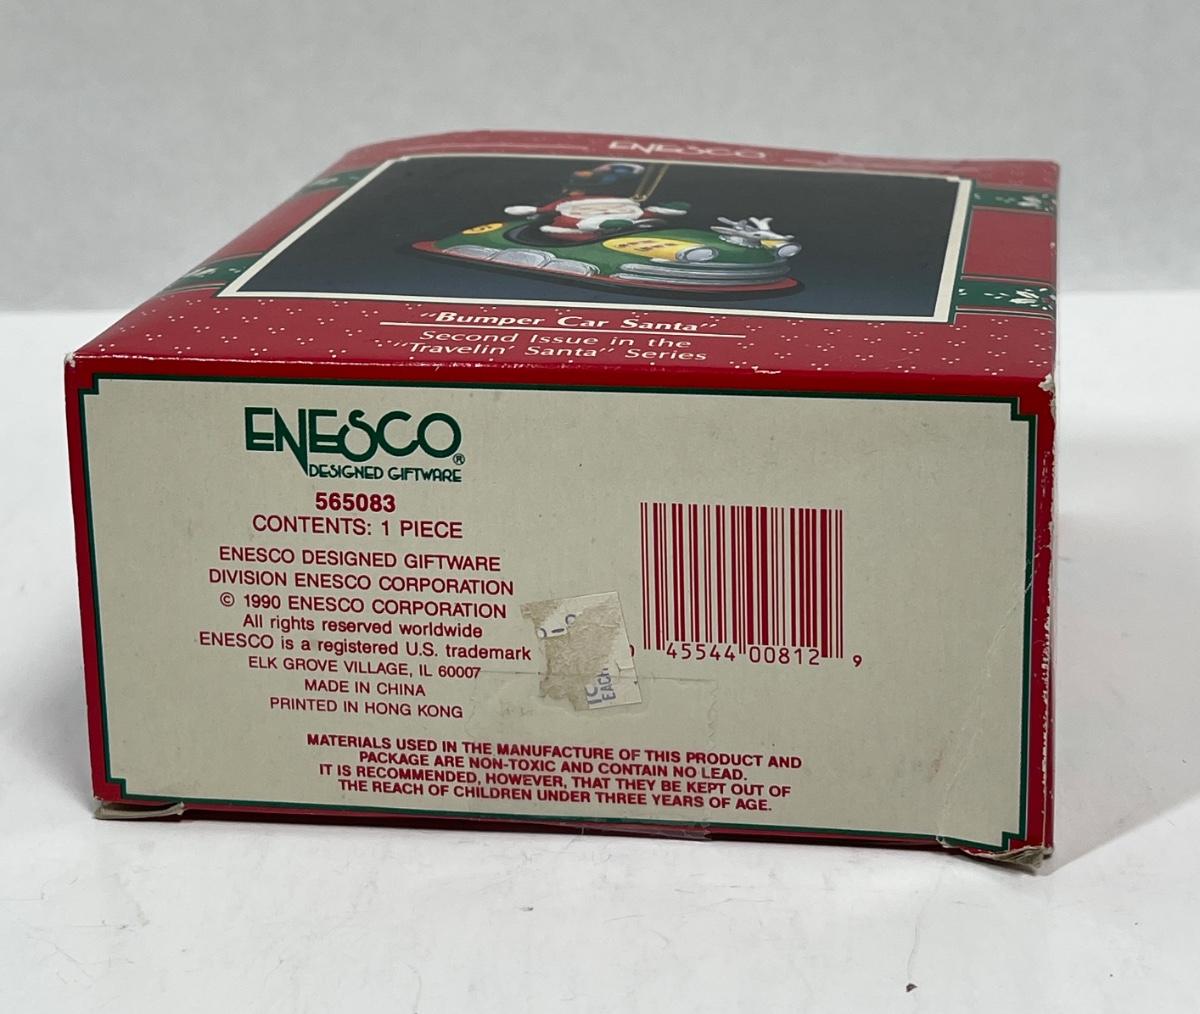 ENESCO
"Bumper Car Santa"
Second Issue in the
"Travelin' Santa" Series
ENESCO®
DESIGNED GIFTWARE
565083
CONTENTS: 1 PIECE
ENESCO DESIGNED GIFTWARE
DIVISION ENESCO CORPORATION
© 1990 ENESCO CORPORATION
All rights reserved worldwide
ENESCO is a registered U.S. trademark
ELK GROVE VILLAGE, IL 60007
MADE IN CHINA
PRINTED IN HONG KONG
EACH
45544 00812 9
MATERIALS USED IN THE MANUFACTURE OF THIS PRODUCT AND
PACKAGE ARE NON-TOXIC AND CONTAIN NO LEAD.
IT IS RECOMMENDED, HOWEVER, THAT THEY BE KEPT OUT OF
THE REACH OF CHILDREN UNDER THREE YEARS OF AGE.